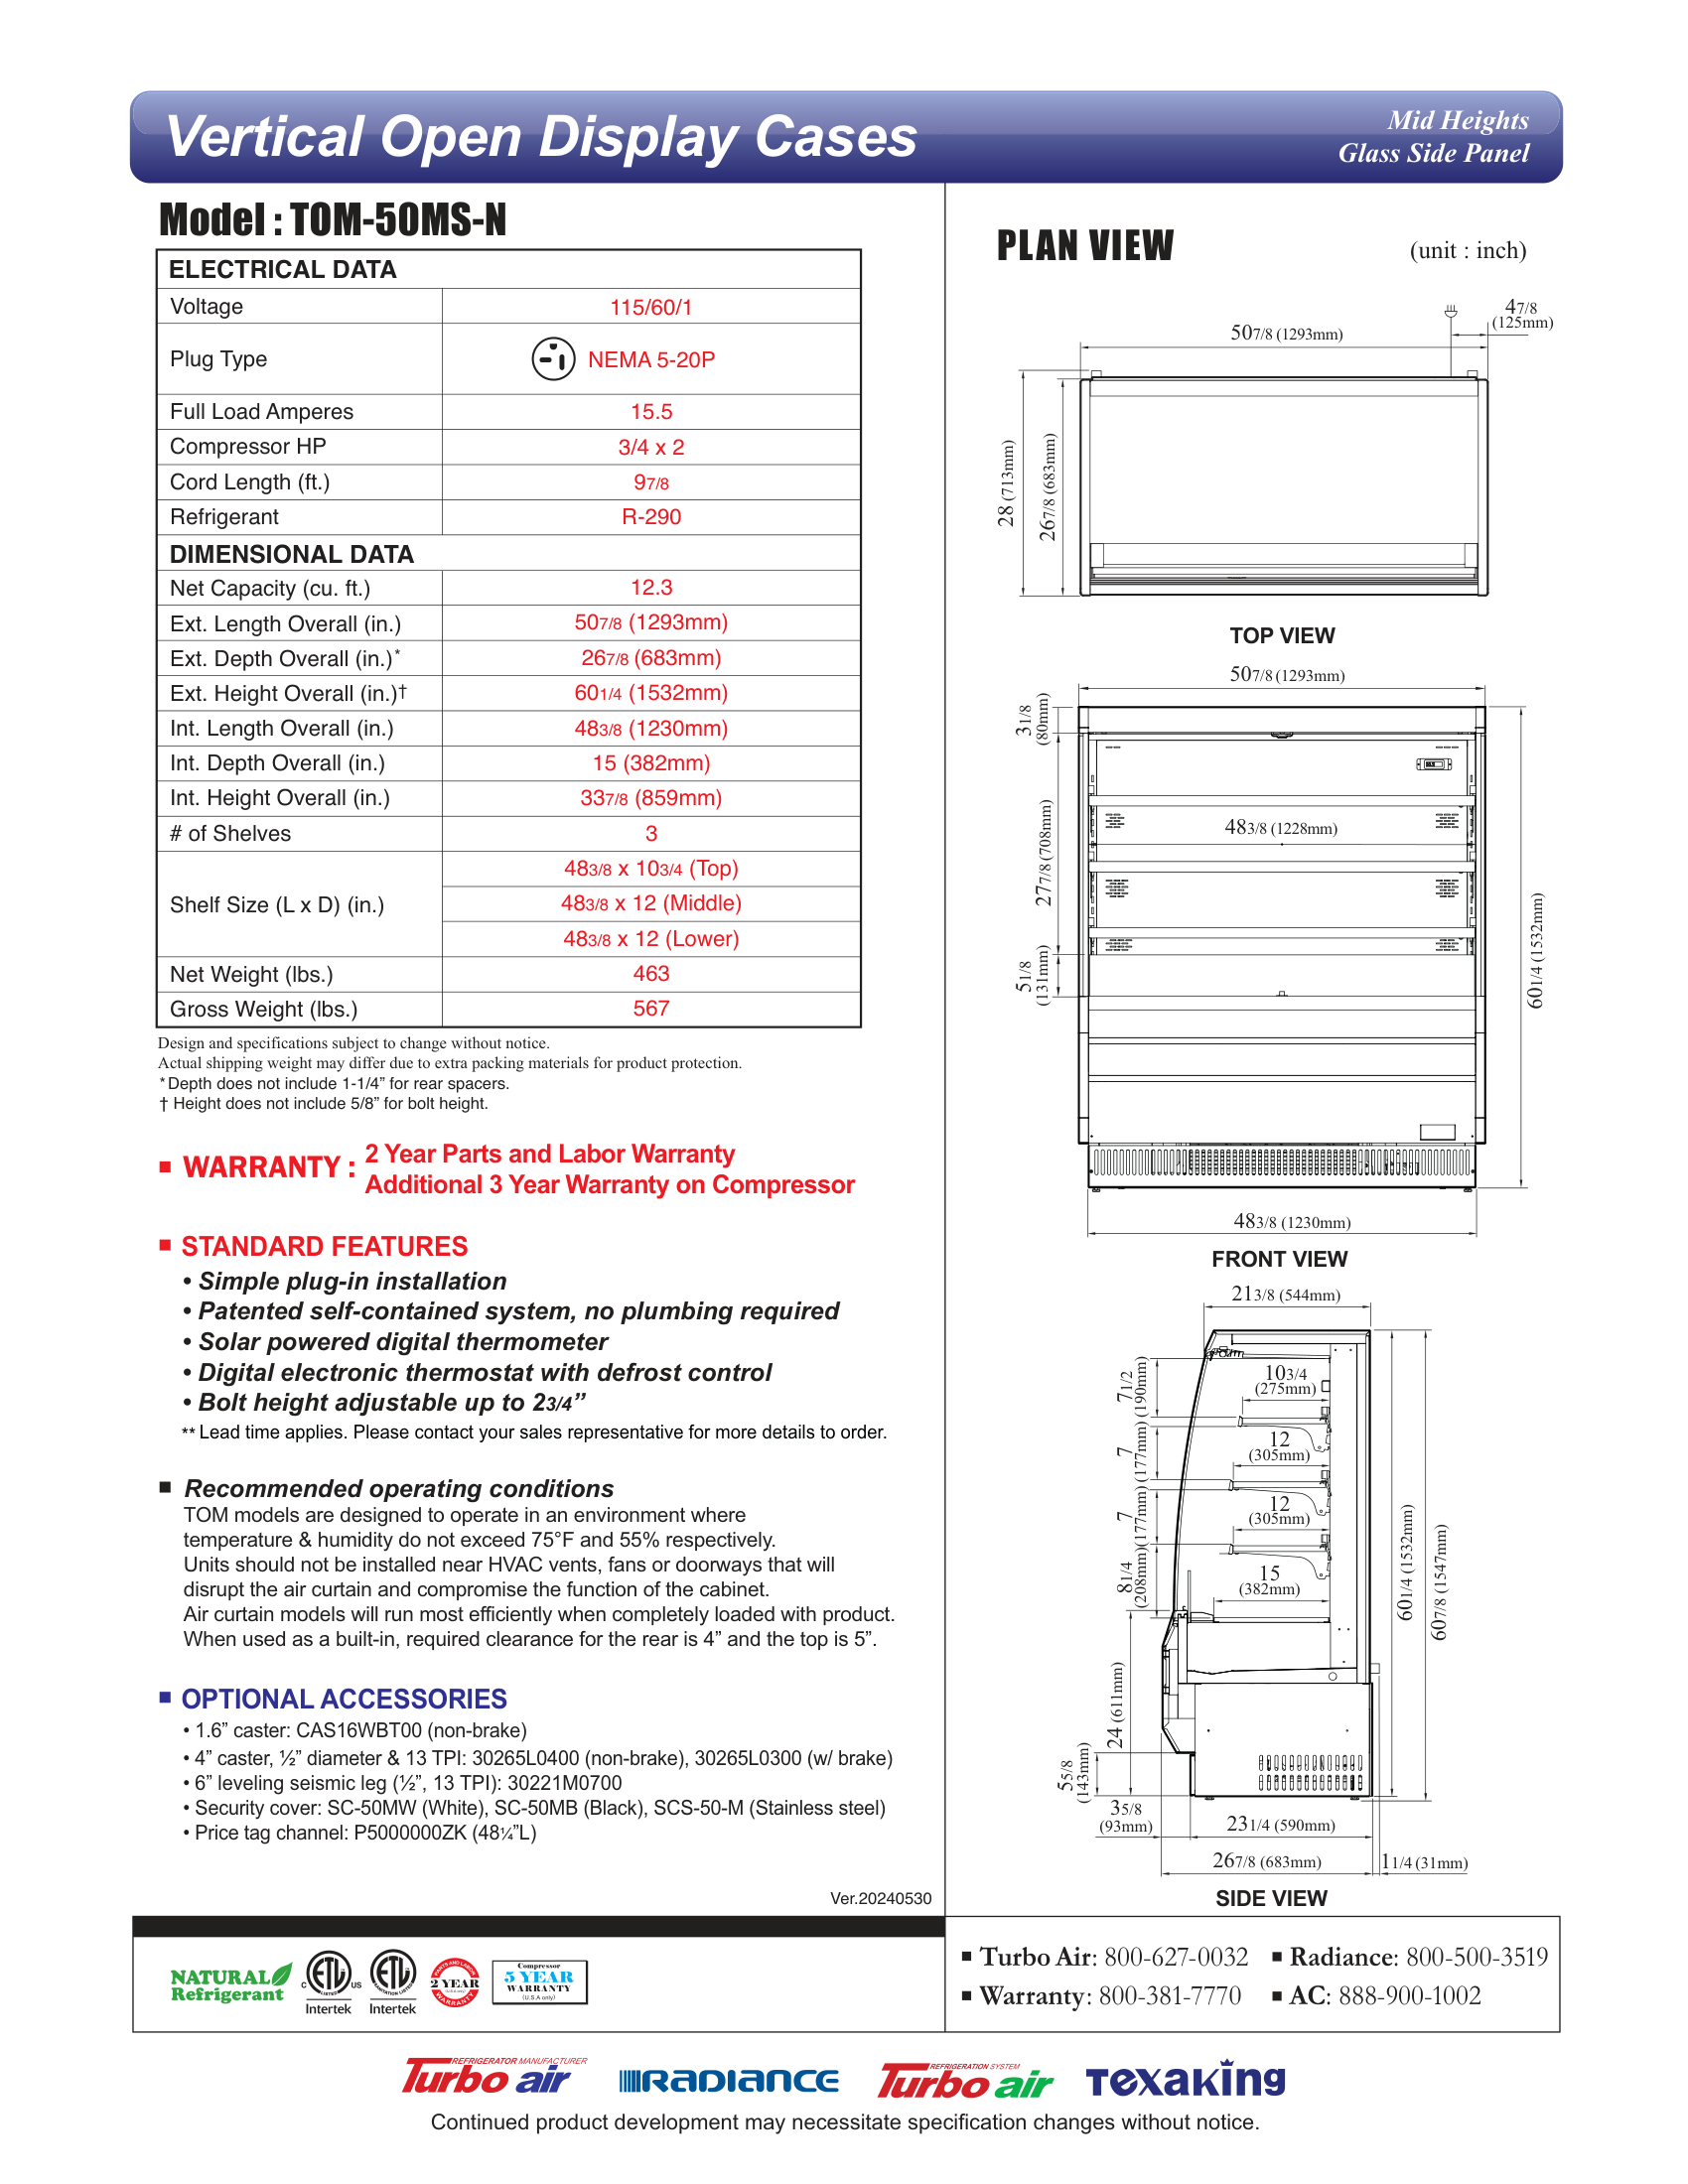 Vertical Open Display Cases
Mid Heights
Glass Side Panel
Model : TOM-50MS-N
ELECTRICAL DATA
Voltage 115/60/1
Plug Type NEMA 5-20P
Full Load Amperes 15.5
Compressor HP 3/4 x 2
Cord Length (ft.) 97/8
Refrigerant R-290
DIMENSIONAL DATA
Net Capacity (cu. ft.) 12.3
Ext. Length Overall (in.) 507/8 (1293mm)
Ext. Depth Overall (in.)* 267/8 (683mm)
Ext. Height Overall (in.)† 601/4 (1532mm)
Int. Length Overall (in.) 483/8 (1230mm)
Int. Depth Overall (in.) 15 (382mm)
Int. Height Overall (in.) 337/8 (859mm)
# of Shelves 3
Shelf Size (L x D) (in.) 483/8 x 103/4 (Top)
483/8 x 12 (Middle)
483/8 x 12 (Lower)
Net Weight (lbs.) 463
Gross Weight (lbs.) 567
Design and specifications subject to change without notice.
Actual shipping weight may differ due to extra packing materials for product protection.
* Depth does not include 1-1/4” for rear spacers.
† Height does not include 5/8” for bolt height.
■ WARRANTY : 2 Year Parts and Labor Warranty
Additional 3 Year Warranty on Compressor
■ STANDARD FEATURES
• Simple plug-in installation
• Patented self-contained system, no plumbing required
• Solar powered digital thermometer
• Digital electronic thermostat with defrost control
• Bolt height adjustable up to 23/4”
** Lead time applies. Please contact your sales representative for more details to order.
■ Recommended operating conditions
TOM models are designed to operate in an environment where
temperature & humidity do not exceed 75°F and 55% respectively.
Units should not be installed near HVAC vents, fans or doorways that will
disrupt the air curtain and compromise the function of the cabinet.
Air curtain models will run most efficiently when completely loaded with product.
When used as a built-in, required clearance for the rear is 4” and the top is 5”.
■ OPTIONAL ACCESSORIES
• 1.6” caster: CAS16WBT00 (non-brake)
• 4” caster, ½” diameter & 13 TPI: 30265L0400 (non-brake), 30265L0300 (w/ brake)
• 6” leveling seismic leg (½”, 13 TPI): 30221M0700
• Security cover: SC-50MW (White), SC-50MB (Black), SCS-50-M (Stainless steel)
• Price tag channel: P5000000ZK (48¼”L)
Ver.20240530
PLAN VIEW (unit : inch)
47/8
(125mm)
507/8 (1293mm)
28 (713mm)
267/8 (683mm)
TOP VIEW
507/8 (1293mm)
31/8
(80mm)
277/8 (708mm)
483/8 (1228mm)
51/8
(131mm)
601/4 (1532mm)
483/8 (1230mm)
FRONT VIEW
213/8 (544mm)
71/2
(190mm)
103/4
(275mm)
7
(177mm)
12
(305mm)
7
(177mm)
12
(305mm)
81/4
(208mm)
15
(382mm)
601/4 (1532mm)
607/8 (1547mm)
24 (611mm)
55/8
(143mm)
35/8
(93mm)
231/4 (590mm)
267/8 (683mm)
11/4 (31mm)
SIDE VIEW
NATURAL
Refrigerant
C ETL US
LISTED
Intertek
ETL
SANITATION LISTED
Intertek
PARTS AND LABOR
2 YEAR
WARRANTY
Compressor
5 YEAR
WARRANTY
(U.S.A only)
■ Turbo Air: 800-627-0032 ■ Radiance: 800-500-3519
■ Warranty: 800-381-7770 ■ AC: 888-900-1002
REFRIGERATOR MANUFACTURER
Turbo air
RADIANCE
REFRIGERATION SYSTEM
Turbo air
Texaking
Continued product development may necessitate specification changes without notice.